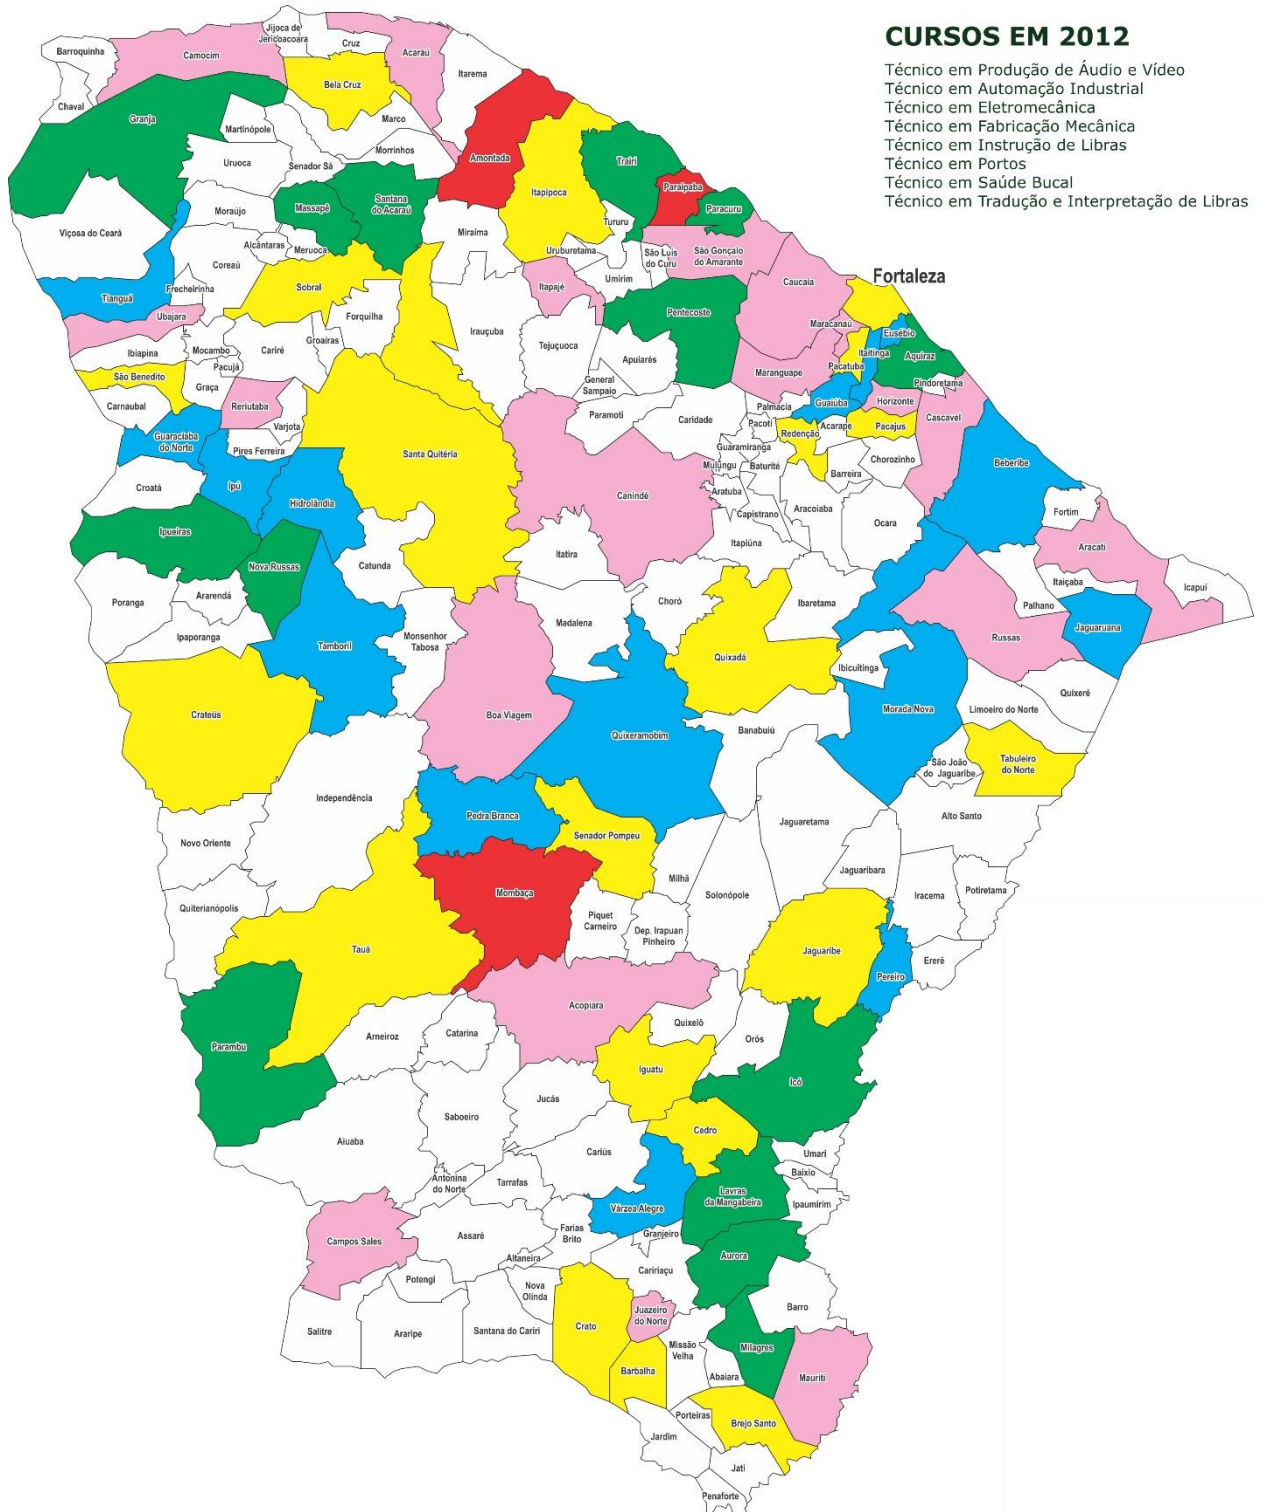 CURSOS EM 2012
Técnico em Produção de Áudio e Vídeo
Técnico em Automação Industrial
Técnico em Eletromecânica
Técnico em Fabricação Mecânica
Técnico em Instrução de Libras
Técnico em Portos
Técnico em Saúde Bucal
Técnico em Tradução e Interpretação de Libras
Jijoca de
Jericoacoara
Cruz
Acaraú
Barroquinha
Camocim
Itarema
Bela Cruz
Chaval
Granja
Marco
Martinópole
Morrinhos
Amontada
Uruoca
Senador Sá
Trairi
Itapipoca
Paraipaba
Santana
do Acaraú
Massapê
Paracuru
Moraújo
Tururu
Viçosa do Ceará
Miraíma
Alcântaras
Meruoca
Uruburetama
São Luis
do Curu
São Gonçalo
do Amarante
Coreaú
Fortaleza
Umirim
Caucaia
Frecheirinha
Sobral
Itapajé
Tianguá
Pentecoste
Ubajara
Forquilha
Maracanaú
Irauçuba
Eusébio
Groaíras
Tejuçuoca
Ibiapina
Mocambo
Cariré
Itaitinga
Aquiraz
Apuiarés
Pacujá
Pacatuba
Maranguape
São Benedito
General
Sampaio
Graça
Pindoretama
Carnaubal
Reriutaba
Guaiúba
Horizonte
Palmácia
Paramoti
Caridade
Cascavel
Varjota
Pacoti
Acarape
Pacajus
Redenção
Guaraciaba
do Norte
Pires Ferreira
Guaramiranga
Santa Quitéria
Chorozinho
Mulungu
Baturité
Beberibe
Barreira
Croatá
Ipú
Aratuba
Canindé
Hidrolândia
Aracoiaba
Fortim
Capistrano
Ocara
Ipueiras
Itapiúna
Aracati
Itatira
Catunda
Nova Russas
Itaiçaba
Icapuí
Ararendá
Poranga
Choró
Ibaretama
Palhano
Madalena
Jaguaruana
Ipaporanga
Monsenhor
Tabosa
Russas
Tamboril
Quixadá
Ibicuitinga
Quixeré
Crateús
Boa Viagem
Morada Nova
Limoeiro do Norte
Quixeramobim
Banabuiú
São João
do Jaguaribe
Tabuleiro
do Norte
Independência
Pedra Branca
Alto Santo
Jaguaretama
Senador Pompeu
Novo Oriente
Jaguaribara
Milhã
Mombaça
Solonópole
Iracema
Potiretama
Quiterianópolis
Piquet
Carneiro
Dep. Irapuan
Pinheiro
Tauá
Jaguaribe
Ererê
Pereiro
Acopiara
Quixelô
Catarina
Arneiroz
Orós
Parambu
Iguatu
Icó
Jucás
Saboeiro
Cedro
Aiuaba
Cariús
Umari
Baixio
Antonina
do Norte
Tarrafas
Lavras
da Mangabeira
Ipaumirim
Várzea Alegre
Farias
Brito
Granjeiro
Assaré
Campos Sales
Aurora
Altaneira
Caririaçu
Potengi
Nova
Olinda
Juazeiro
do Norte
Barro
Crato
Salitre
Araripe
Santana do Cariri
Missão
Velha
Milagres
Barbalha
Abaiara
Mauriti
Porteiras
Brejo Santo
Jardim
Jati
Penaforte